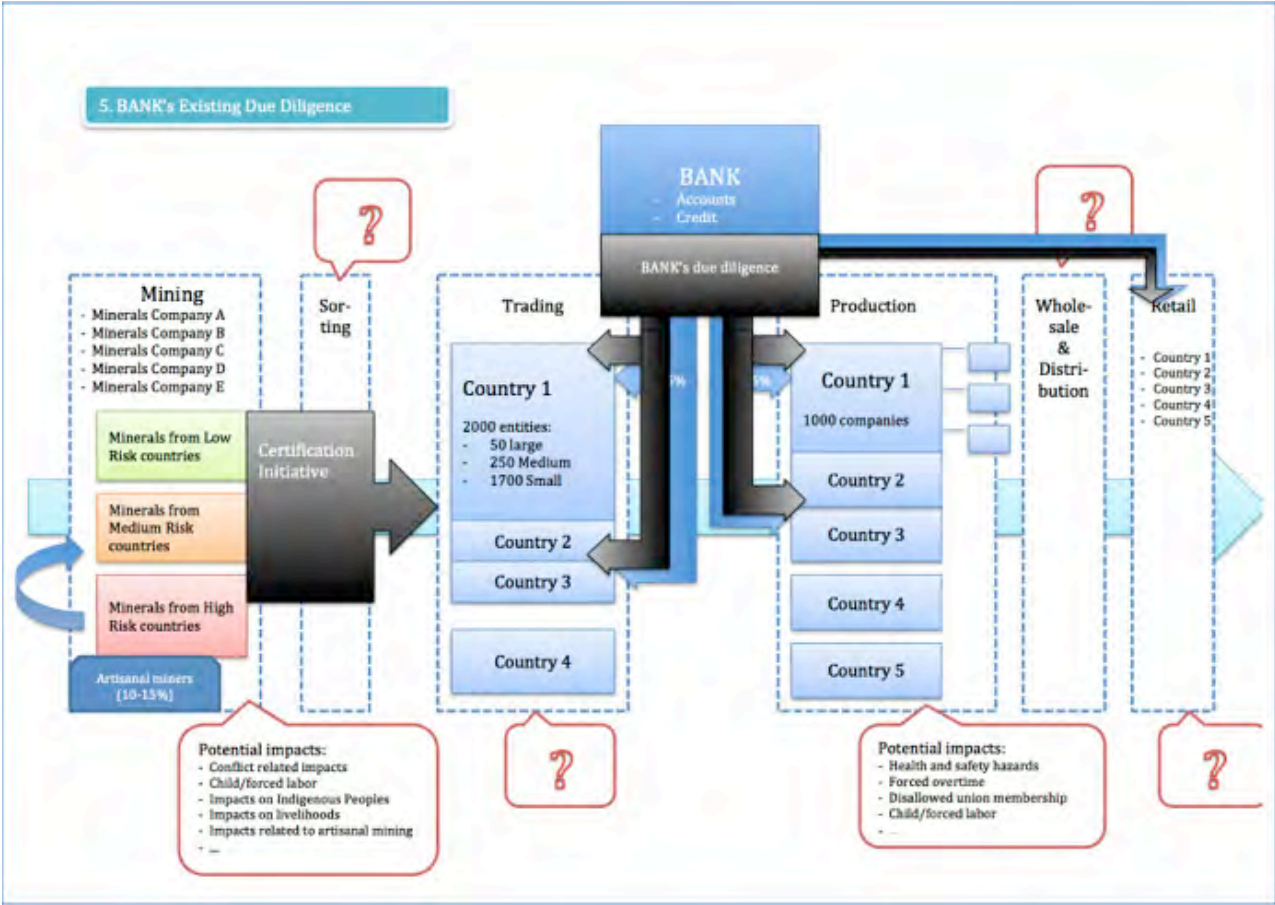 5. BANK's Existing Due Diligence
BANK
- Accounts
- Credit
BANK's due diligence
?
?
Mining
- Minerals Company A
- Minerals Company B
- Minerals Company C
- Minerals Company D
- Minerals Company E
Minerals from Low
Risk countries
Minerals from
Medium Risk
countries
Minerals from High
Risk countries
Artisanal miners
(10-15%)
Certification
Initiative
Sor-
ting
Trading
Country 1
2000 entities:
- 50 large
- 250 Medium
- 1700 Small
Country 2
Country 3
Country 4
Production
Country 1
1000 companies
Country 2
Country 3
Country 4
Country 5
Whole-
sale
&
Distri-
bution
Retail
- Country 1
- Country 2
- Country 3
- Country 4
- Country 5
Potential impacts:
- Conflict related impacts
- Child/forced labor
- Impacts on Indigenous Peoples
- Impacts on livelihoods
- Impacts related to artisanal mining
- ...
?
Potential impacts:
- Health and safety hazards
- Forced overtime
- Disallowed union membership
- Child/forced labor
- ...
?